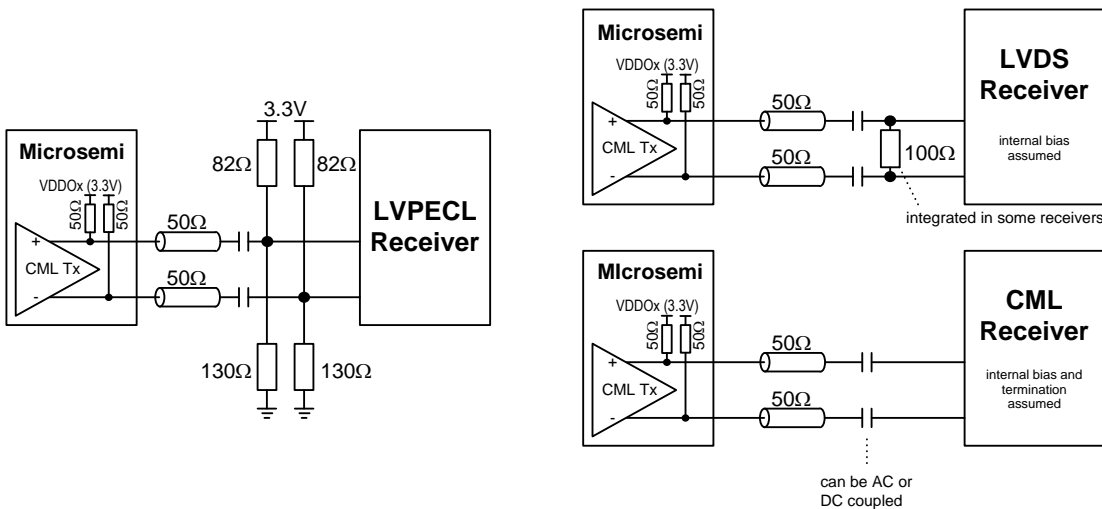 3.3V
82Ω
82Ω
Microsemi
VDDOx (3.3V)
50Ω
50Ω
+
CML Tx
-
50Ω
50Ω
LVPECL
Receiver
130Ω
130Ω
Microsemi
VDDOx (3.3V)
50Ω
50Ω
+
CML Tx
-
50Ω
50Ω
100Ω
LVDS
Receiver
internal bias
assumed
integrated in some receivers
MIcrosemi
VDDOx (3.3V)
50Ω
50Ω
+
CML Tx
-
50Ω
50Ω
CML
Receiver
internal bias and
termination
assumed
can be AC or
DC coupled